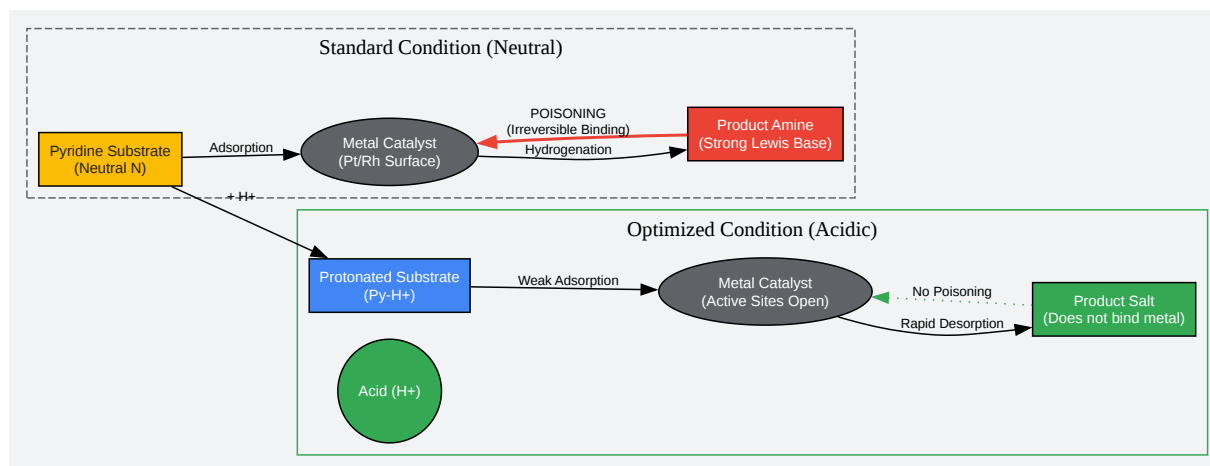 Standard Condition (Neutral)
Pyridine Substrate
(Neutral N)
Adsorption
Metal Catalyst
(Pt/Rh Surface)
POISONING
(Irreversible Binding)
Hydrogenation
Product Amine
(Strong Lewis Base)
+ H+
Optimized Condition (Acidic)
Protonated Substrate
(Py-H+)
Weak Adsorption
Metal Catalyst
(Active Sites Open)
No Poisoning
Rapid Desorption
Product Salt
(Does not bind metal)
Acid (H+)